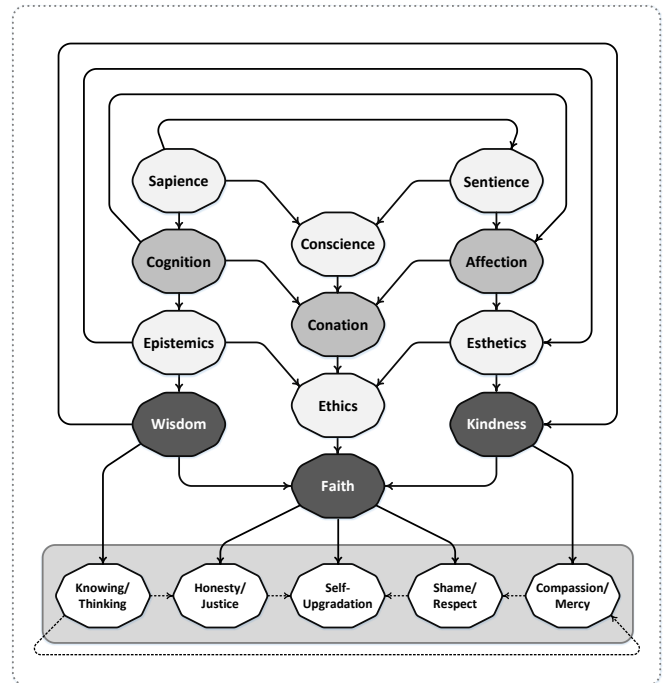 Sapience
Sentience
Conscience
Cognition
Affection
Conation
Epistemics
Esthetics
Ethics
Wisdom
Kindness
Faith
Knowing/
Thinking
Honesty/
Justice
Self-
Upgradation
Shame/
Respect
Compassion/
Mercy